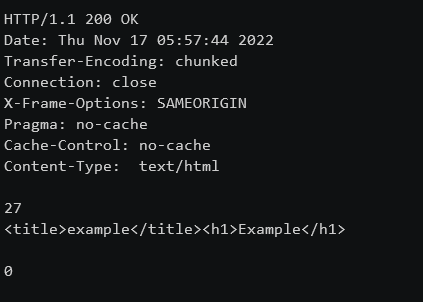 HTTP/1.1 200 OK
Date: Thu Nov 17 05:57:44 2022
Transfer-Encoding: chunked
Connection: close
X-Frame-Options: SAMEORIGIN
Pragma: no-cache
Cache-Control: no-cache
Content-Type:  text/html

27
<title>example</title><h1>Example</h1>

0